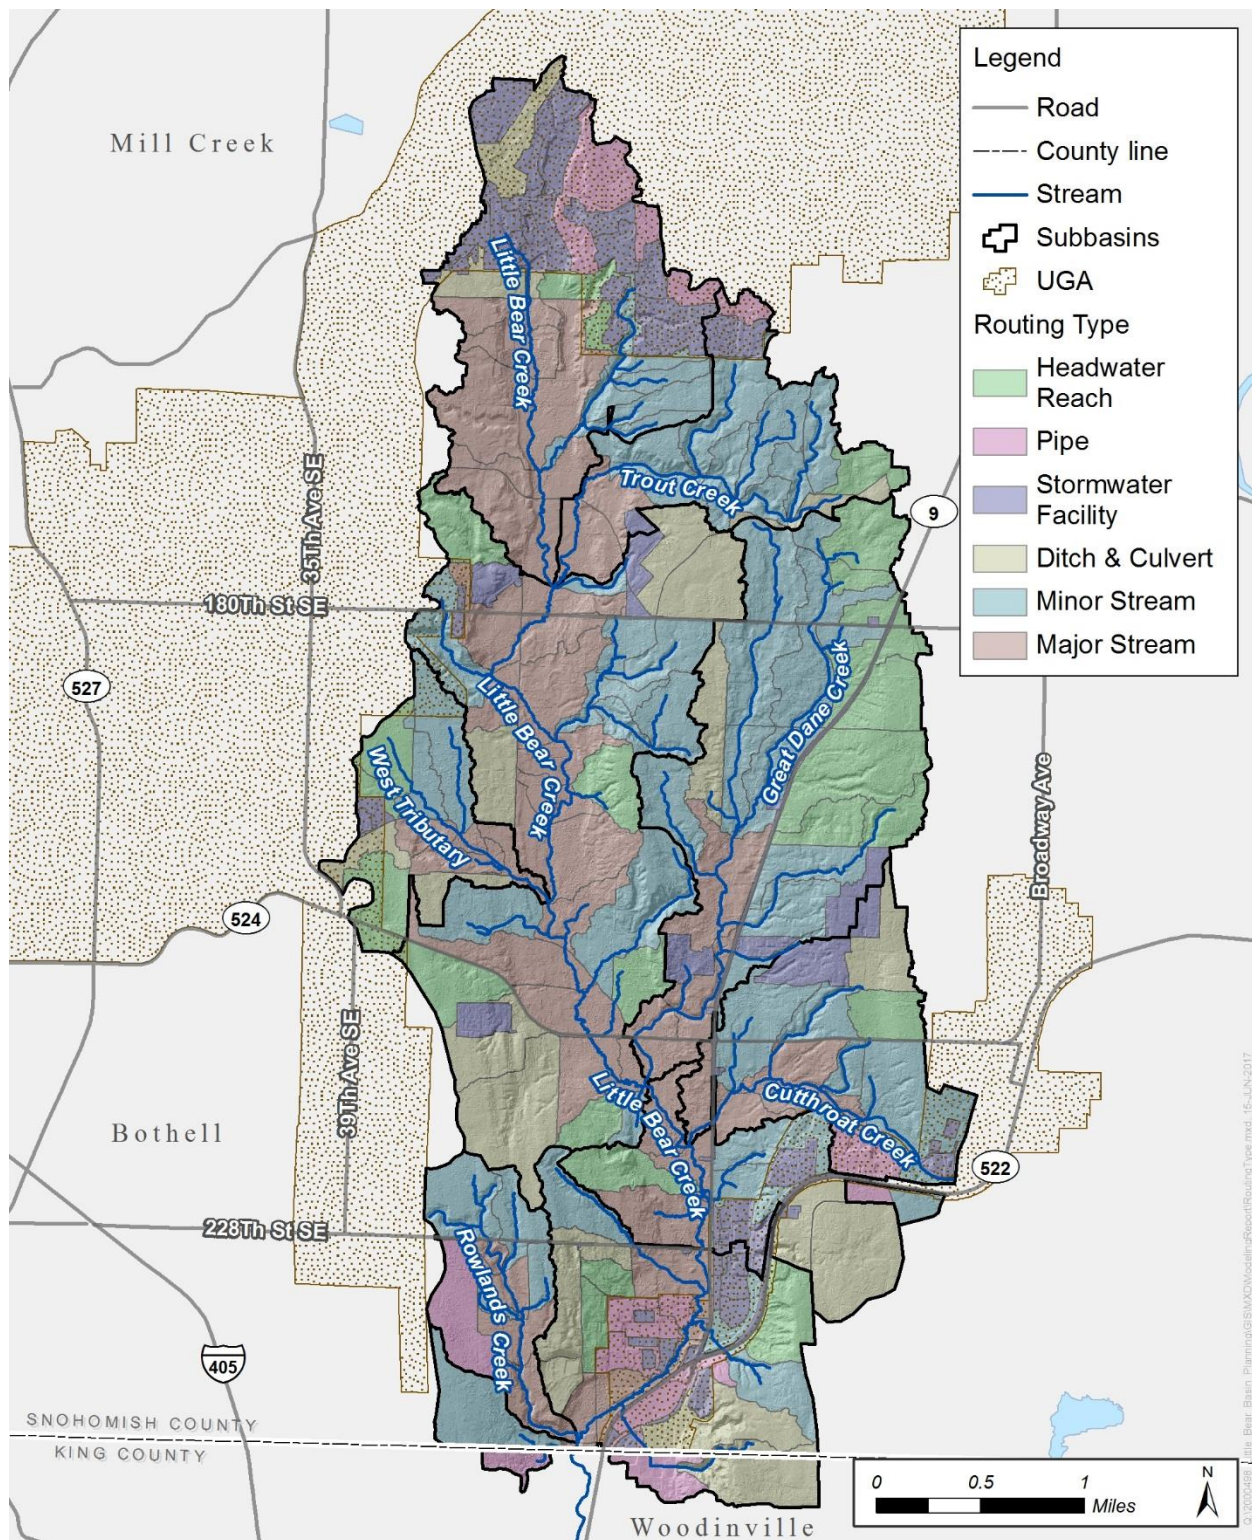 Legend
Road
County line
Stream
Subbasins
UGA
Routing Type
Headwater
Reach
Pipe
Stormwater
Facility
Ditch & Culvert
Minor Stream
Major Stream
Mill Creek
Little Bear Creek
Trout Creek
35Th Ave SE
9
180Th St SE
527
Little Bear Creek
Great Dane Creek
West Tributary
Broadway Ave
524
39Th Ave SE
Little Bear Creek
Cutthroat Creek
Bothell
522
228Th St SE
Rowlands Creek
405
SNOHOMISH COUNTY
KING COUNTY
0 0.5 1
Miles
N
Woodinville